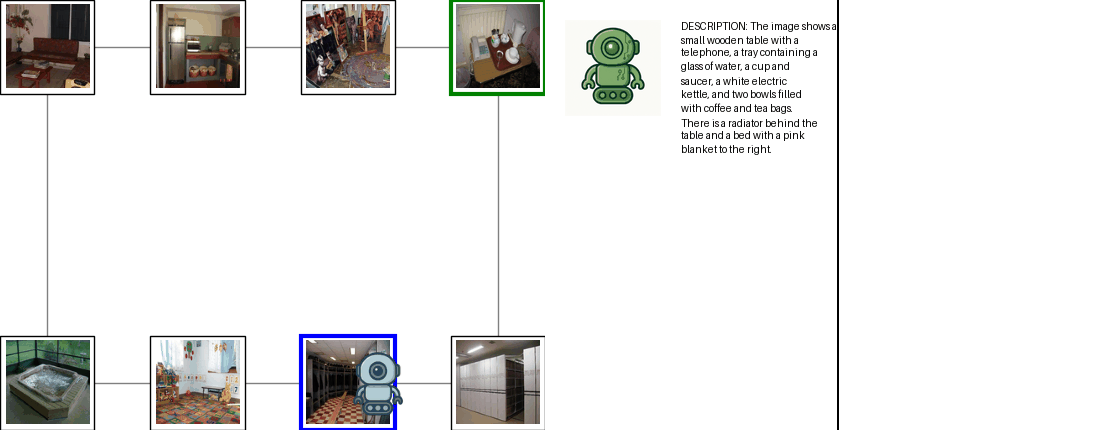 DESCRIPTION: The image shows a
small wooden table with a
telephone, a tray containing a
glass of water, a cup and
saucer, a white electric
kettle, and two bowls filled
with coffee and tea bags.
There is a radiator behind the
table and a bed with a pink
blanket to the right.